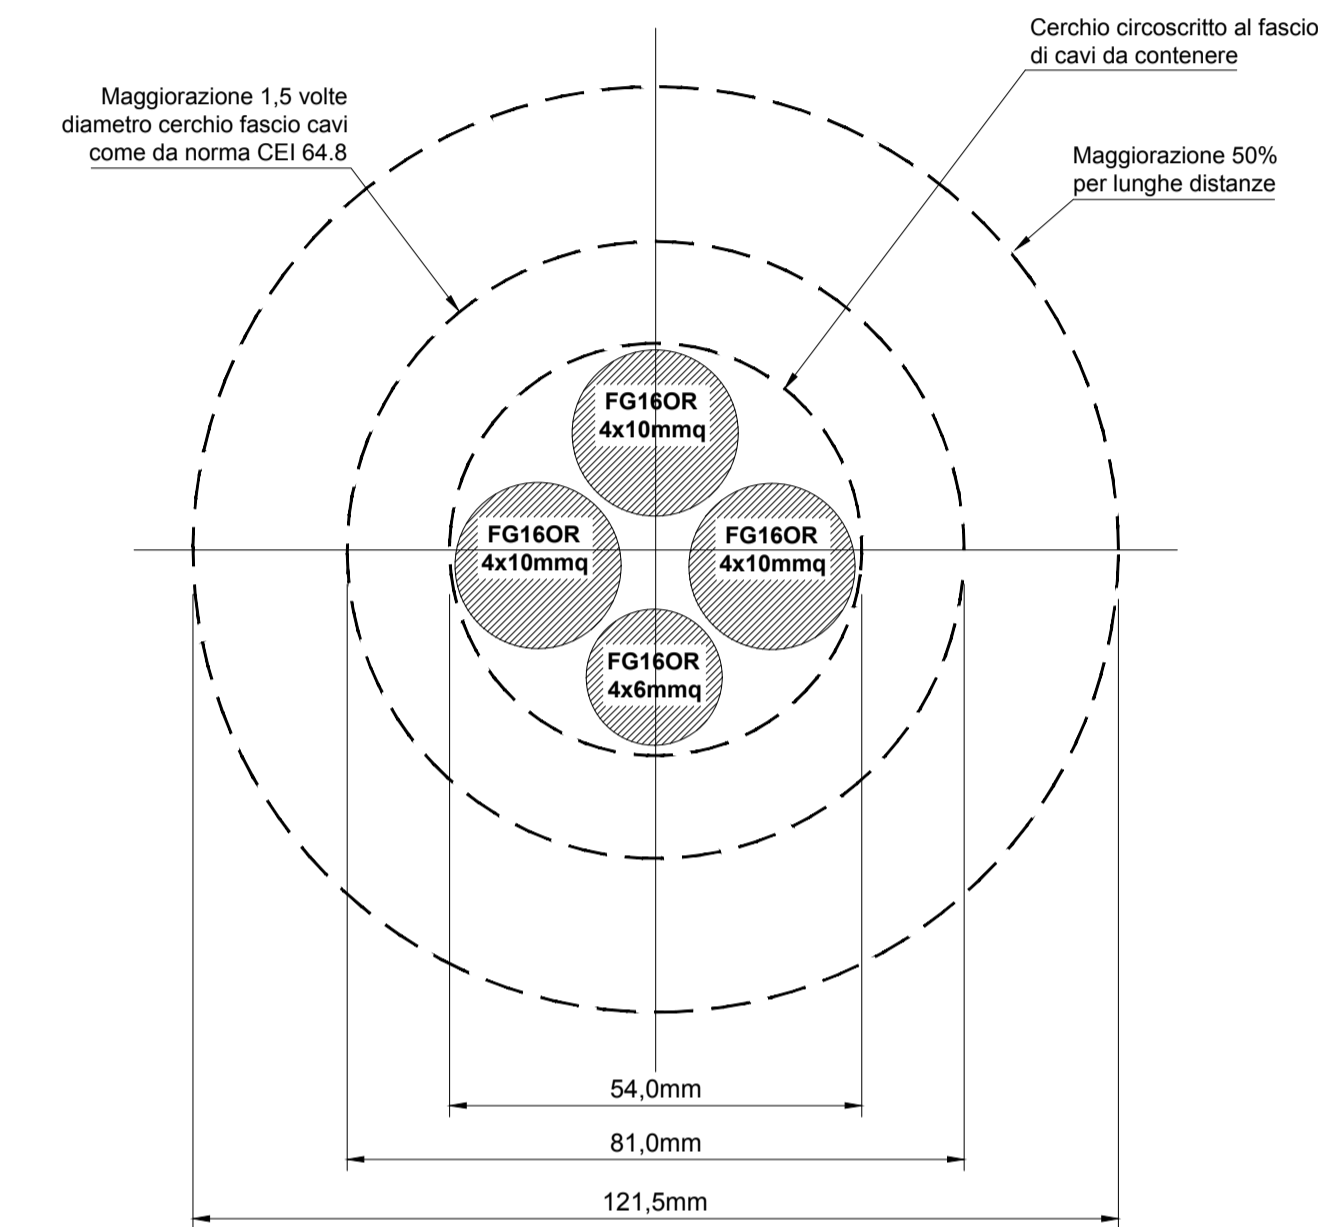 Cerchio circoscritto al fascio
di cavi da contenere
Maggiorazione 1,5 volte
diametro cerchio fascio cavi
come da norma CEI 64.8
Maggiorazione 50%
per lunghe distanze
FG16OR
4x10mmq
FG16OR
4x10mmq
FG16OR
4x10mmq
FG16OR
4x6mmq
54,0mm
81,0mm
121,5mm